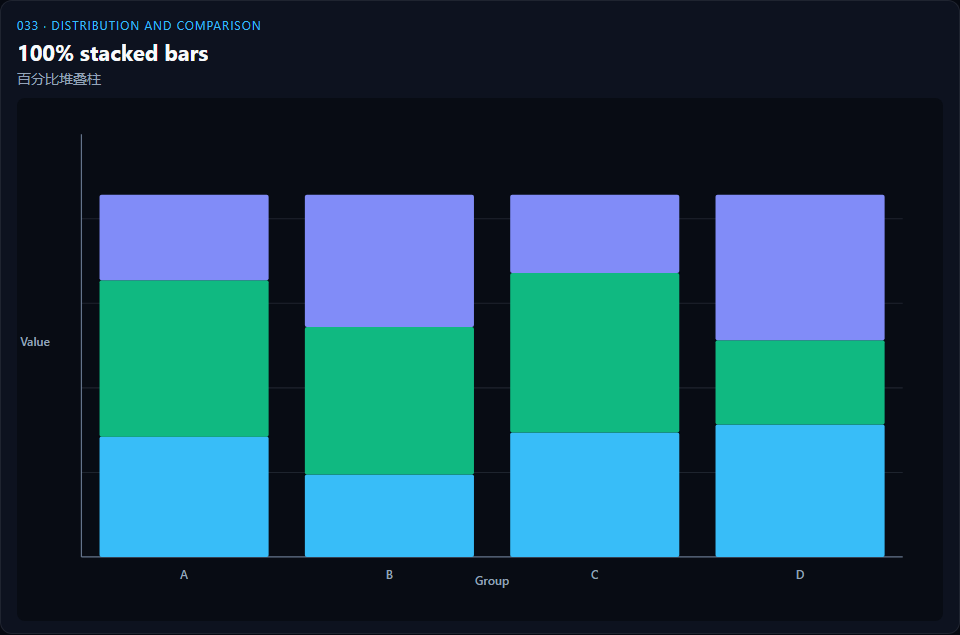 033 · DISTRIBUTION AND COMPARISON
100% stacked bars
百分比堆叠柱
Value
A
B
C
D
Group